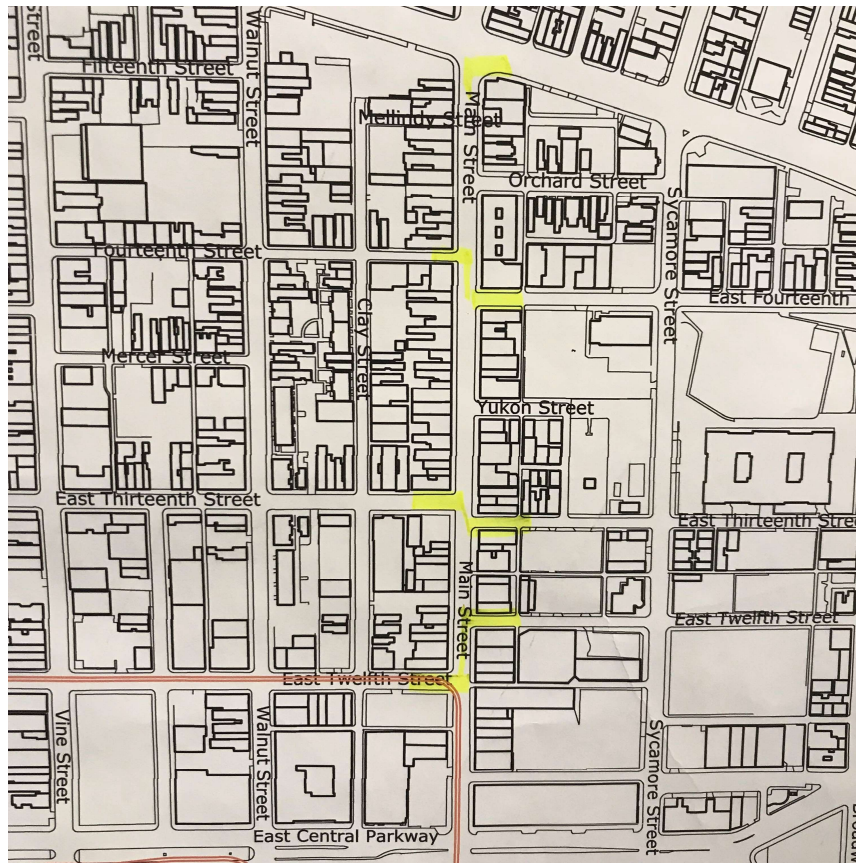 Street
Walnut Street
Fifteenth Street
Mellindy Street
Main Street
Orchard Street
Sycamore Street
Fourteenth Street
East Fourteenth
Clay Street
Mercer Street
Yukon Street
East Thirteenth Street
East Thirteenth Stree
Main Street
East Twelfth Street
East Twelfth Street
Vine Street
Walnut Street
Sycamore Street
East Central Parkway